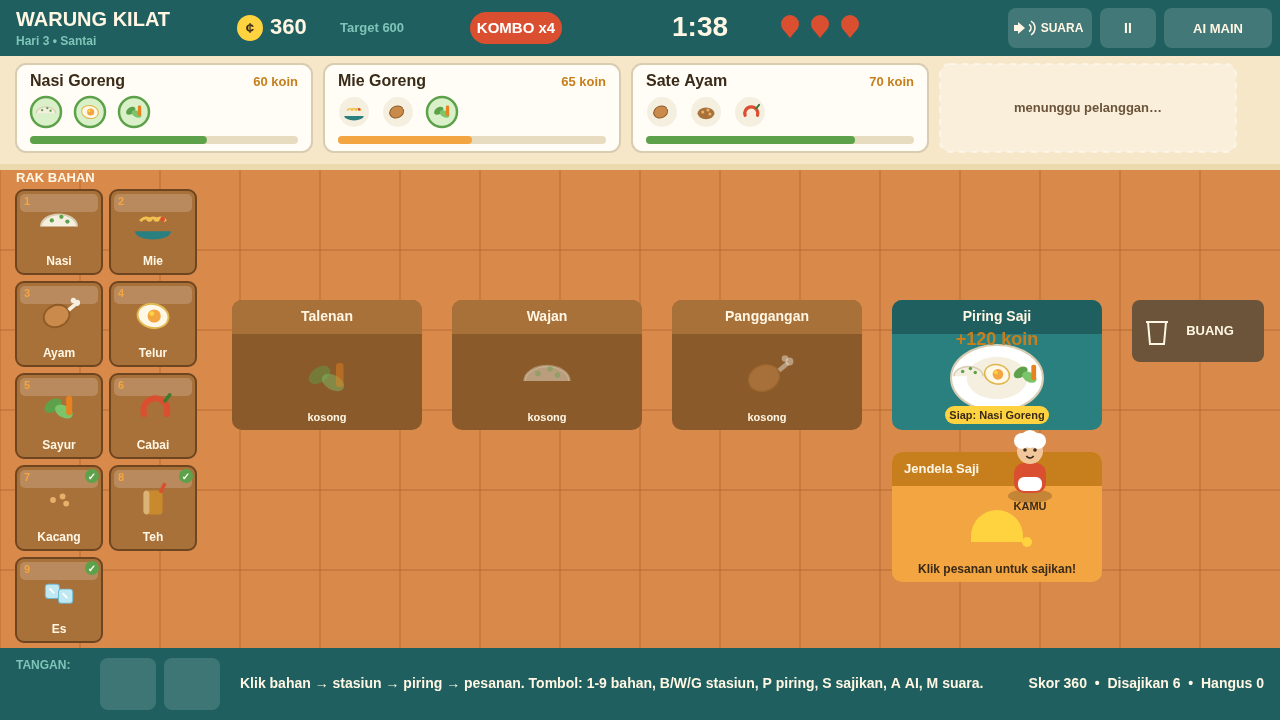 WARUNG KILAT
Hari 3 • Santai
¢ 360
Target 600
KOMBO x4
1:38
SUARA
II
AI MAIN
Nasi Goreng
60 koin
Mie Goreng
65 koin
Sate Ayam
70 koin
menunggu pelanggan…
RAK BAHAN
1
Nasi
2
Mie
3
Ayam
4
Telur
5
Sayur
6
Cabai
7
Kacang
8
Teh
9
Es
Talenan
kosong
Wajan
kosong
Panggangan
kosong
Piring Saji
+120 koin
Siap: Nasi Goreng
BUANG
Jendela Saji
KAMU
Klik pesanan untuk sajikan!
TANGAN:
Klik bahan → stasiun → piring → pesanan. Tombol: 1-9 bahan, B/W/G stasiun, P piring, S sajikan, A AI, M suara.
Skor 360 • Disajikan 6 • Hangus 0